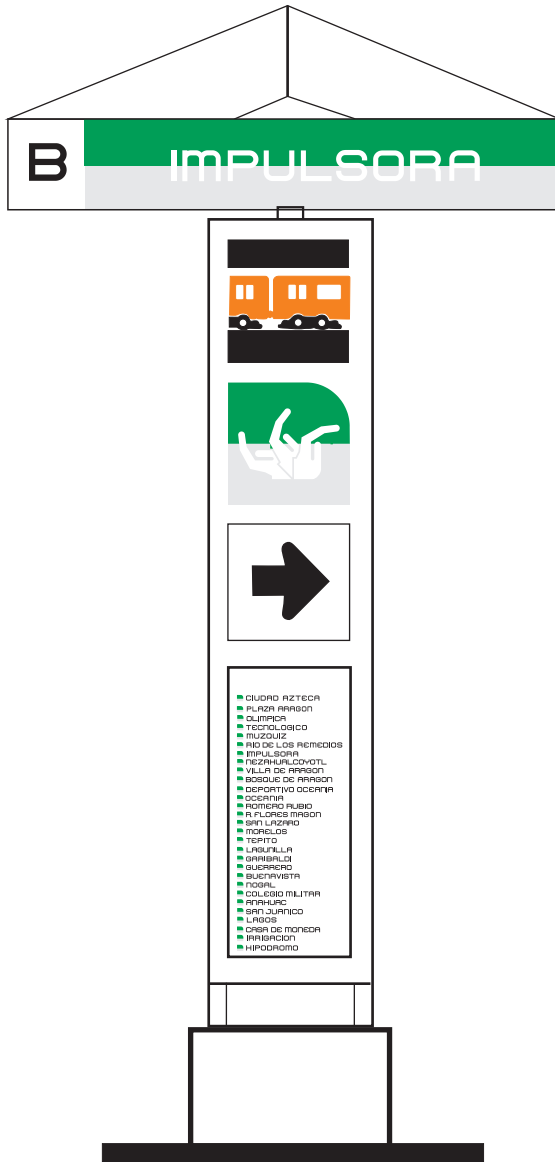 B IMPULSORA
CIUDAD AZTECA
PLAZA ARAGON
OLIMPICA
TECNOLOGICO
MUZQUIZ
RIO DE LOS REMEDIOS
IMPULSORA
NEZAHUALCOYOTL
VILLA DE ARAGON
BOSQUE DE ARAGON
DEPORTIVO OCEANIA
OCEANIA
ROMERO RUBIO
R. FLORES MAGON
SAN LAZARO
MORELOS
TEPITO
LAGUNILLA
GARIBALDI
GUERRERO
BUENAVISTA
NOGAL
COLEGIO MILITAR
ANAHUAC
SAN JUANICO
LAGOS
CASA DE MONEDA
IRRIGACION
HIPODROMO